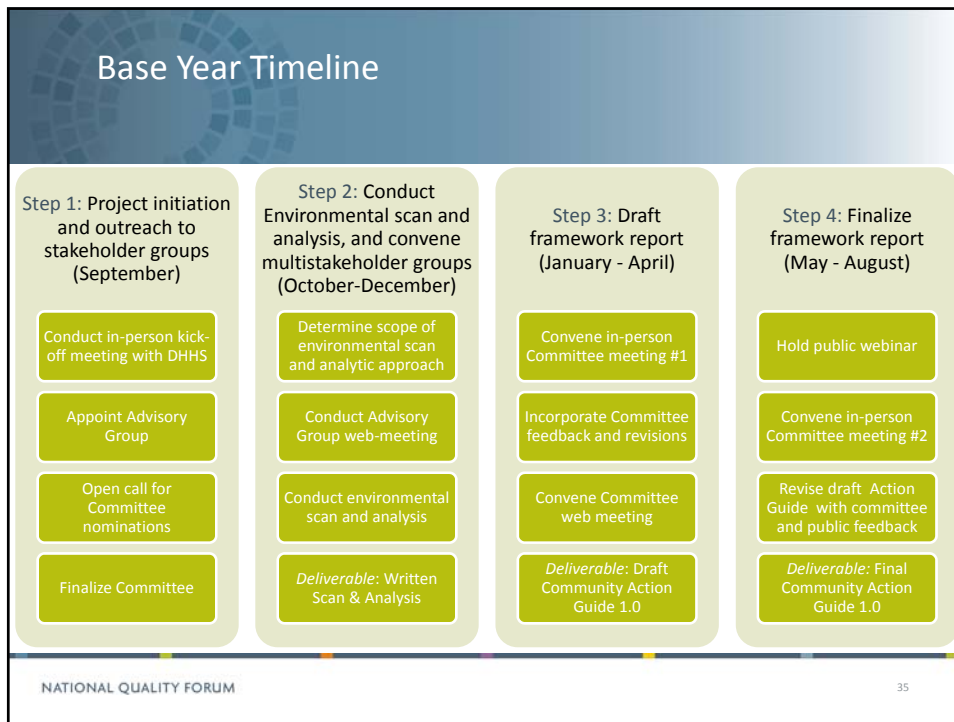 Base Year Timeline
Step 1: Project initiation
and outreach to
stakeholder groups
(September)
Conduct in-person kick-
off meeting with DHHS
Appoint Advisory
Group
Open call for
Committee
nominations
Finalize Committee
Step 2: Conduct
Environmental scan and
analysis, and convene
multistakeholder groups
(October-December)
Determine scope of
environmental scan
and analytic approach
Conduct Advisory
Group web-meeting
Conduct environmental
scan and analysis
Deliverable: Written
Scan & Analysis
Step 3: Draft
framework report
(January - April)
Convene in-person
Committee meeting #1
Incorporate Committee
feedback and revisions
Convene Committee
web meeting
Deliverable: Draft
Community Action
Guide 1.0
Step 4: Finalize
framework report
(May - August)
Hold public webinar
Convene in-person
Committee meeting #2
Revise draft Action
Guide with committee
and public feedback
Deliverable: Final
Community Action
Guide 1.0
NATIONAL QUALITY FORUM
35